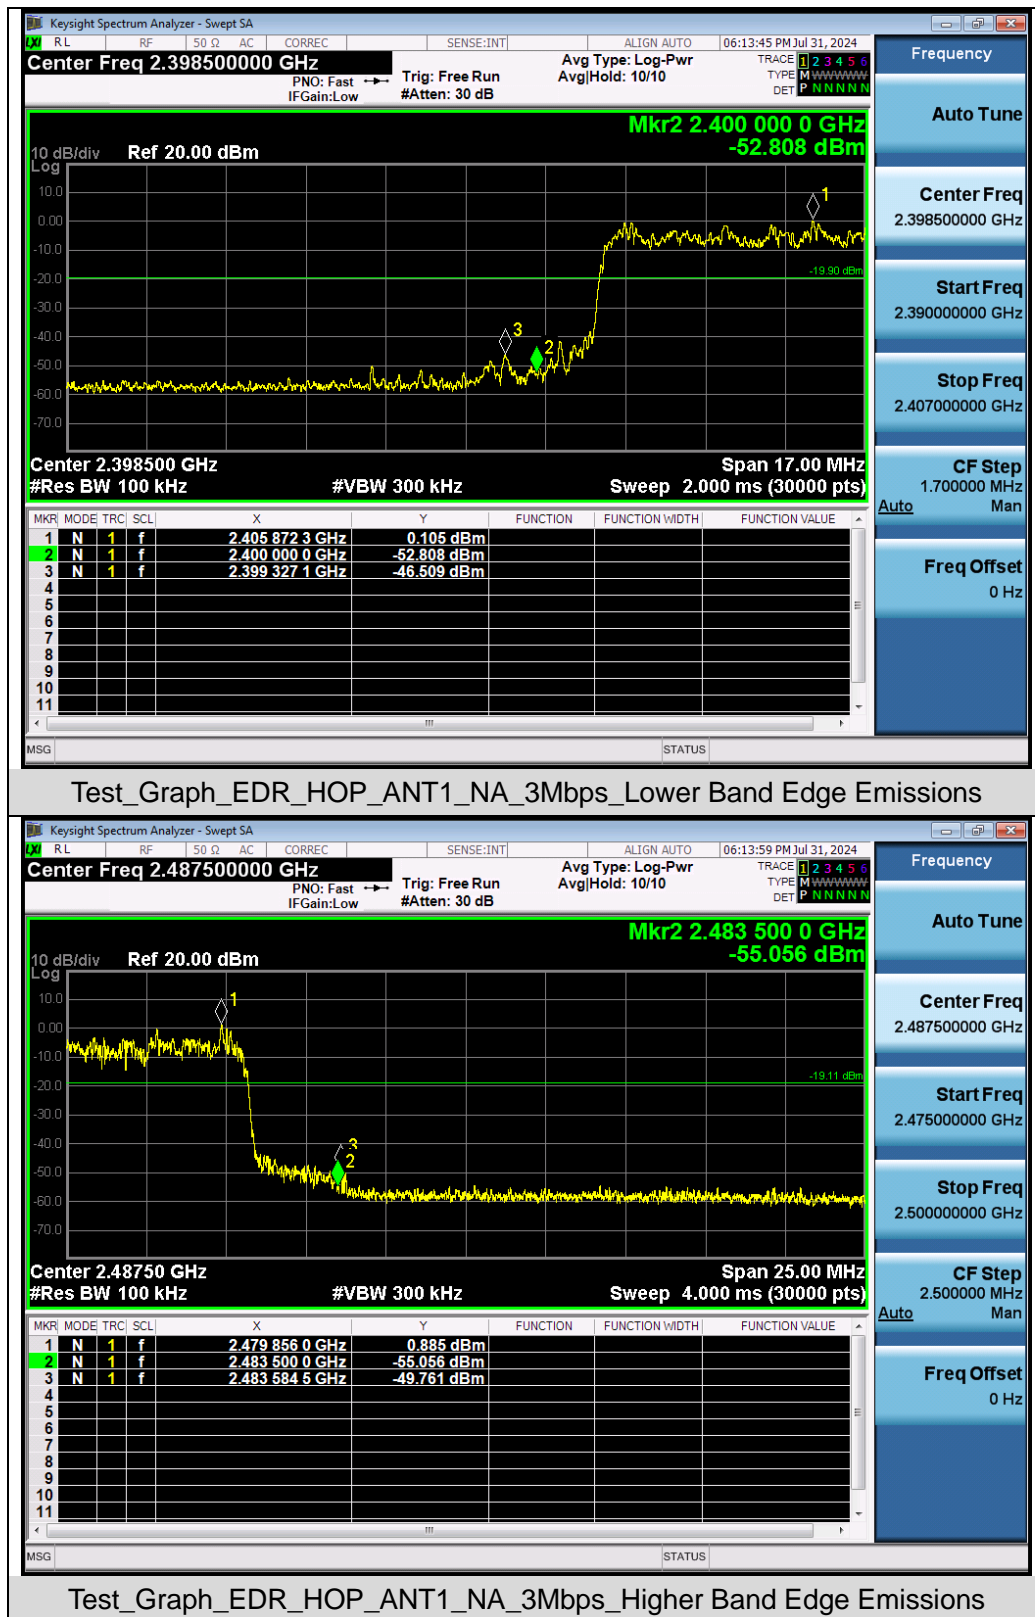 Keysight Spectrum Analyzer - Swept SA
LXI RL RF 50 Ω AC CORREC SENSE:INT ALIGN AUTO 06:13:45 PM Jul 31, 2024
Center Freq 2.398500000 GHz
PNO: Fast
IFGain:Low
Trig: Free Run
#Atten: 30 dB
Avg Type: Log-Pwr
Avg|Hold: 10/10
TRACE 1 2 3 4 5 6
TYPE M WWWWW
DET P N N N N N
Mkr2 2.400 000 0 GHz
-52.808 dBm
10 dB/div Ref 20.00 dBm
Log
10.0
0.00
-10.0
-20.0
-30.0
-40.0
-50.0
-60.0
-70.0
1
-19.90 dBm
3
2
Center 2.398500 GHz Span 17.00 MHz
#Res BW 100 kHz #VBW 300 kHz Sweep 2.000 ms (30000 pts)
MKR MODE TRC SCL X Y FUNCTION FUNCTION WIDTH FUNCTION VALUE
1 N 1 f 2.405 872 3 GHz 0.105 dBm
2 N 1 f 2.400 000 0 GHz -52.808 dBm
3 N 1 f 2.399 327 1 GHz -46.509 dBm
4
5
6
7
8
9
10
11
MSG STATUS
Frequency
Auto Tune
Center Freq
2.398500000 GHz
Start Freq
2.390000000 GHz
Stop Freq
2.407000000 GHz
CF Step
1.700000 MHz
Auto Man
Freq Offset
0 Hz
Test_Graph_EDR_HOP_ANT1_NA_3Mbps_Lower Band Edge Emissions
Keysight Spectrum Analyzer - Swept SA
LXI RL RF 50 Ω AC CORREC SENSE:INT ALIGN AUTO 06:13:59 PM Jul 31, 2024
Center Freq 2.487500000 GHz
PNO: Fast
IFGain:Low
Trig: Free Run
#Atten: 30 dB
Avg Type: Log-Pwr
Avg|Hold: 10/10
TRACE 1 2 3 4 5 6
TYPE M WWWWW
DET P N N N N N
Mkr2 2.483 500 0 GHz
-55.056 dBm
10 dB/div Ref 20.00 dBm
Log
10.0
0.00
-10.0
-20.0
-30.0
-40.0
-50.0
-60.0
-70.0
1
-19.11 dBm
3
2
Center 2.48750 GHz Span 25.00 MHz
#Res BW 100 kHz #VBW 300 kHz Sweep 4.000 ms (30000 pts)
MKR MODE TRC SCL X Y FUNCTION FUNCTION WIDTH FUNCTION VALUE
1 N 1 f 2.479 856 0 GHz 0.885 dBm
2 N 1 f 2.483 500 0 GHz -55.056 dBm
3 N 1 f 2.483 584 5 GHz -49.761 dBm
4
5
6
7
8
9
10
11
MSG STATUS
Frequency
Auto Tune
Center Freq
2.487500000 GHz
Start Freq
2.475000000 GHz
Stop Freq
2.500000000 GHz
CF Step
2.500000 MHz
Auto Man
Freq Offset
0 Hz
Test_Graph_EDR_HOP_ANT1_NA_3Mbps_Higher Band Edge Emissions